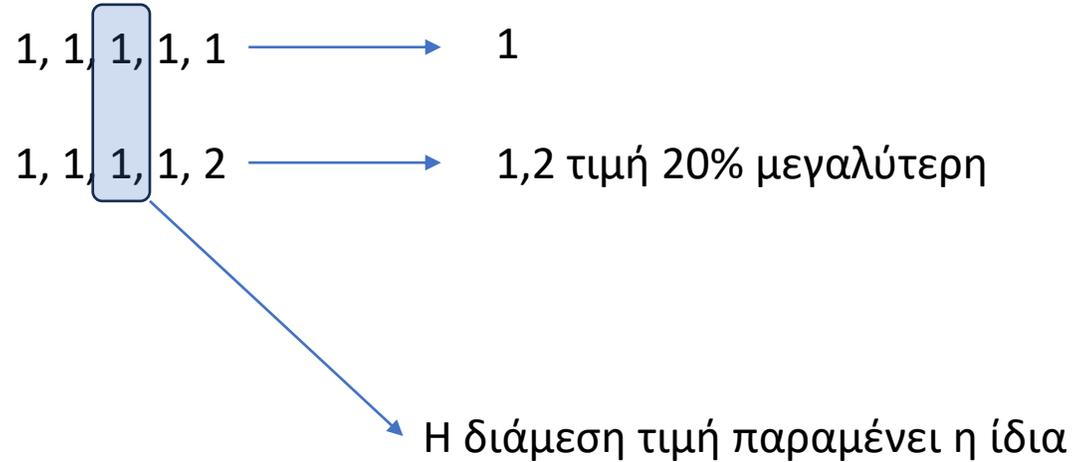 1, 1, 1, 1, 1 1
1, 1, 1, 1, 2 1,2 τιμή 20% μεγαλύτερη
Η διάμεση τιμή παραμένει η ίδια